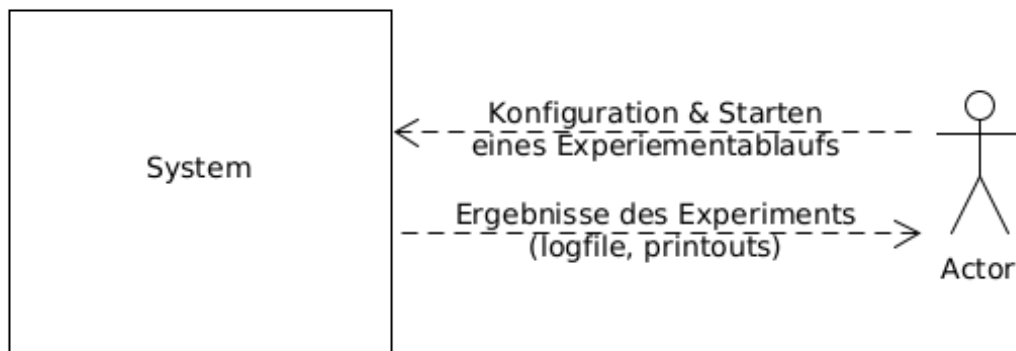 System
Konfiguration & Starten
eines Experiementablaufs
Ergebnisse des Experiments
(logfile, printouts)
Actor